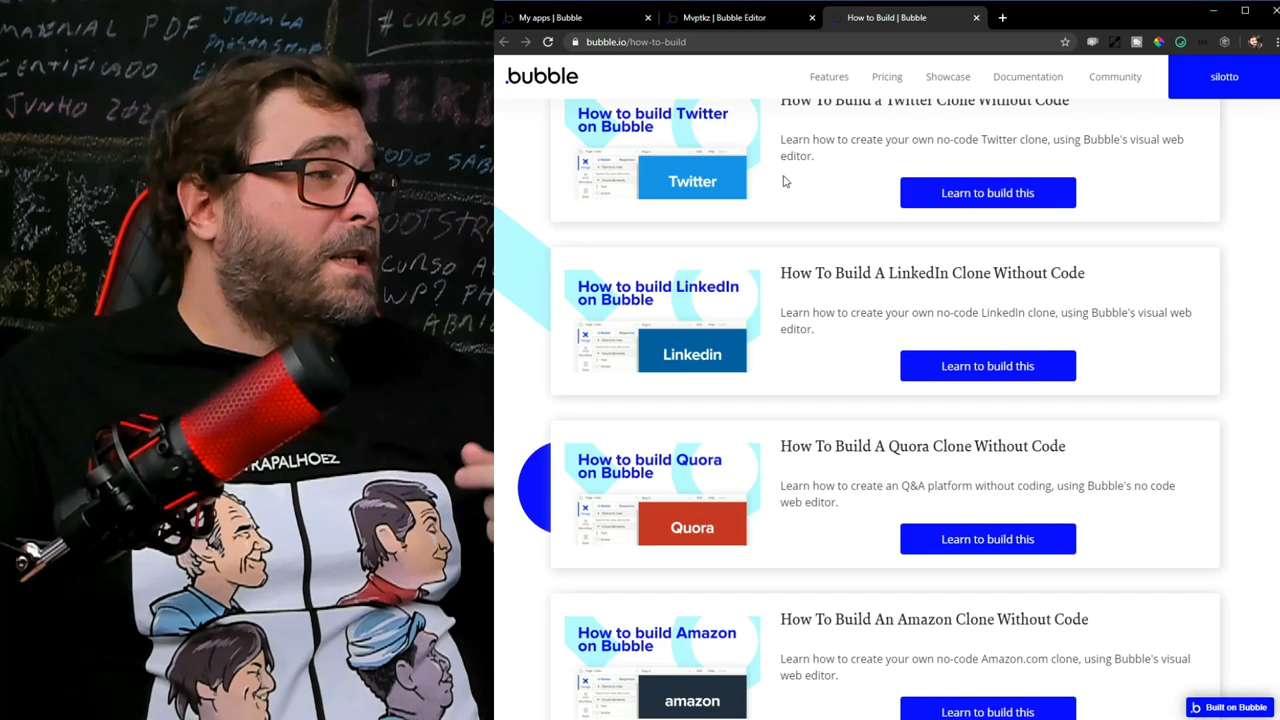 My apps | Bubble
Mvptkz | Bubble Editor
How to Build | Bubble
bubble.io/how-to-build
.bubble
Features
Pricing
Showcase
Documentation
Community
silotto
How to build Twitter
on Bubble
Twitter
How To Build a Twitter Clone Without Code
Learn how to create your own no-code Twitter clone, using Bubble's visual web
editor.
Learn to build this
How to build LinkedIn
on Bubble
Linkedin
How To Build A LinkedIn Clone Without Code
Learn how to create your own no-code LinkedIn clone, using Bubble's visual web
editor.
Learn to build this
How to build Quora
on Bubble
Quora
How To Build A Quora Clone Without Code
Learn how to create an Q&A platform without coding, using Bubble's no code
web editor.
Learn to build this
How to build Amazon
on Bubble
amazon
How To Build An Amazon Clone Without Code
Learn how to create your own no-code Amazon.com clone, using Bubble's visual
web editor.
Learn to build this
Built on Bubble
PDF
JOOMLA
CURSO
JUNHO
TRAPALHOEZ